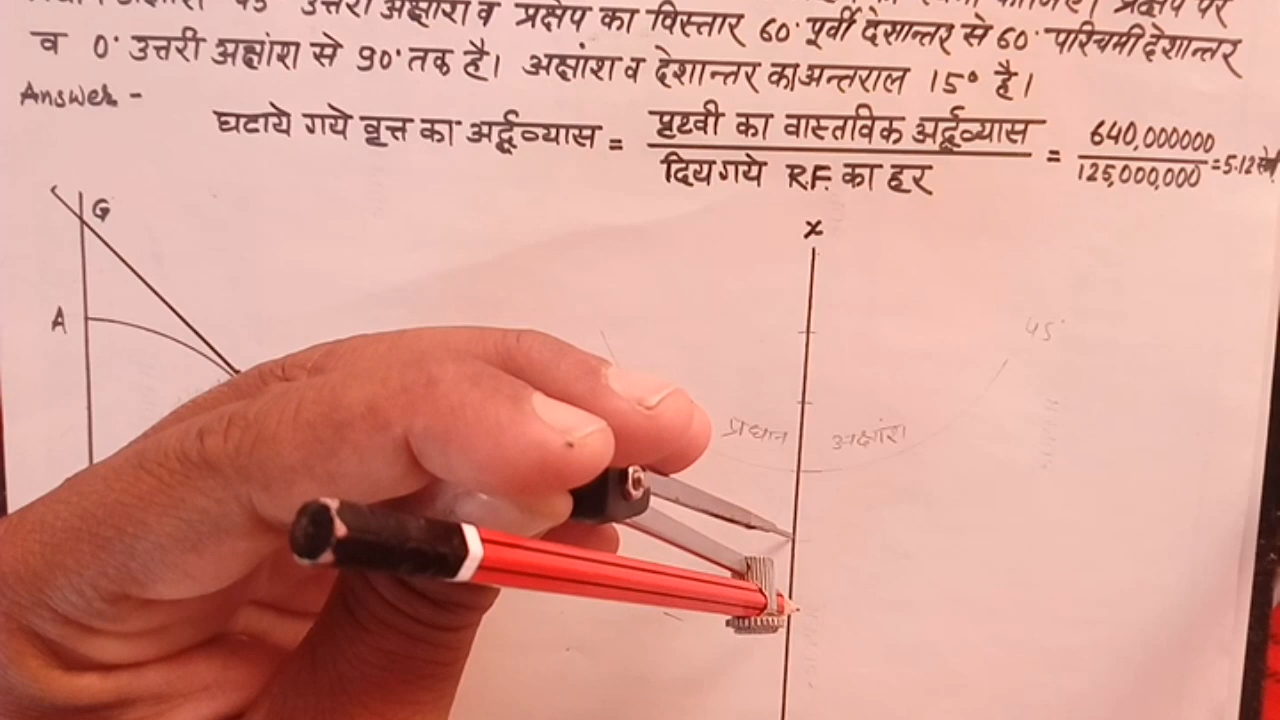 45° उत्तरी अक्षांश व प्रक्षेप का विस्तार 60° पूर्वी देशान्तर से 60° पश्चिमी देशान्तर
व 0° उत्तरी अक्षांश से 90° तक है। अक्षांश व देशान्तर का अन्तराल 15° है।
Answer -
घटाये गये वृत्त का अर्द्धव्यास = पृथ्वी का वास्तविक अर्द्धव्यास / दिय गये R.F. का हर = 640,000000 / 125,000,000 = 5.12 सेमी
G
x
A
45°
प्रधान अक्षांश